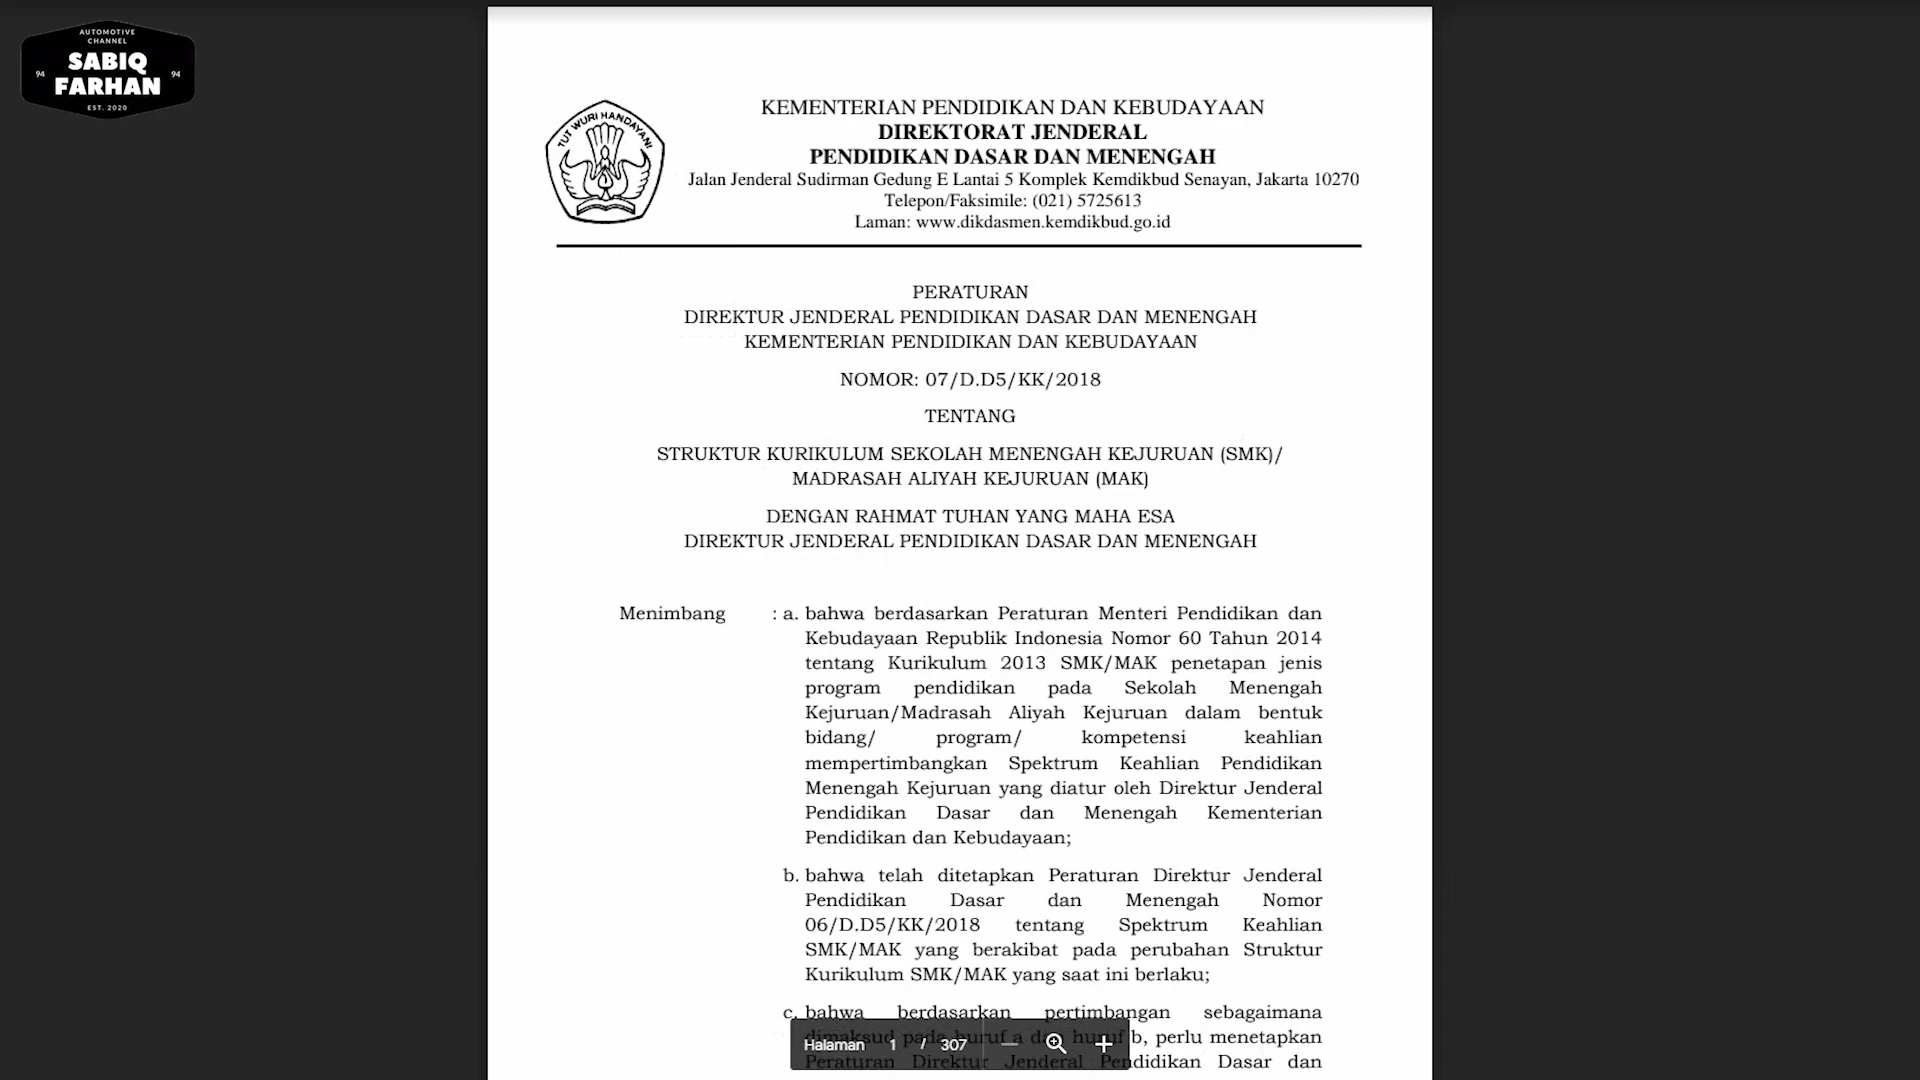 AUTOMOTIVE
CHANNEL
SABIQ
94 FARHAN 94
EST. 2020
TUT WURI HANDAYANI
KEMENTERIAN PENDIDIKAN DAN KEBUDAYAAN
DIREKTORAT JENDERAL
PENDIDIKAN DASAR DAN MENENGAH
Jalan Jenderal Sudirman Gedung E Lantai 5 Komplek Kemdikbud Senayan, Jakarta 10270
Telepon/Faksimile: (021) 5725613
Laman: www.dikdasmen.kemdikbud.go.id
PERATURAN
DIREKTUR JENDERAL PENDIDIKAN DASAR DAN MENENGAH
KEMENTERIAN PENDIDIKAN DAN KEBUDAYAAN
NOMOR: 07/D.D5/KK/2018
TENTANG
STRUKTUR KURIKULUM SEKOLAH MENENGAH KEJURUAN (SMK)/
MADRASAH ALIYAH KEJURUAN (MAK)
DENGAN RAHMAT TUHAN YANG MAHA ESA
DIREKTUR JENDERAL PENDIDIKAN DASAR DAN MENENGAH
Menimbang : a. bahwa berdasarkan Peraturan Menteri Pendidikan dan
Kebudayaan Republik Indonesia Nomor 60 Tahun 2014
tentang Kurikulum 2013 SMK/MAK penetapan jenis
program pendidikan pada Sekolah Menengah
Kejuruan/Madrasah Aliyah Kejuruan dalam bentuk
bidang/ program/ kompetensi keahlian
mempertimbangkan Spektrum Keahlian Pendidikan
Menengah Kejuruan yang diatur oleh Direktur Jenderal
Pendidikan Dasar dan Menengah Kementerian
Pendidikan dan Kebudayaan;
b. bahwa telah ditetapkan Peraturan Direktur Jenderal
Pendidikan Dasar dan Menengah Nomor
06/D.D5/KK/2018 tentang Spektrum Keahlian
SMK/MAK yang berakibat pada perubahan Struktur
Kurikulum SMK/MAK yang saat ini berlaku;
c. bahwa berdasarkan pertimbangan sebagaimana
dimaksud pada huruf a dan huruf b, perlu menetapkan
Peraturan Direktur Jenderal Pendidikan Dasar dan
Halaman 1 / 307